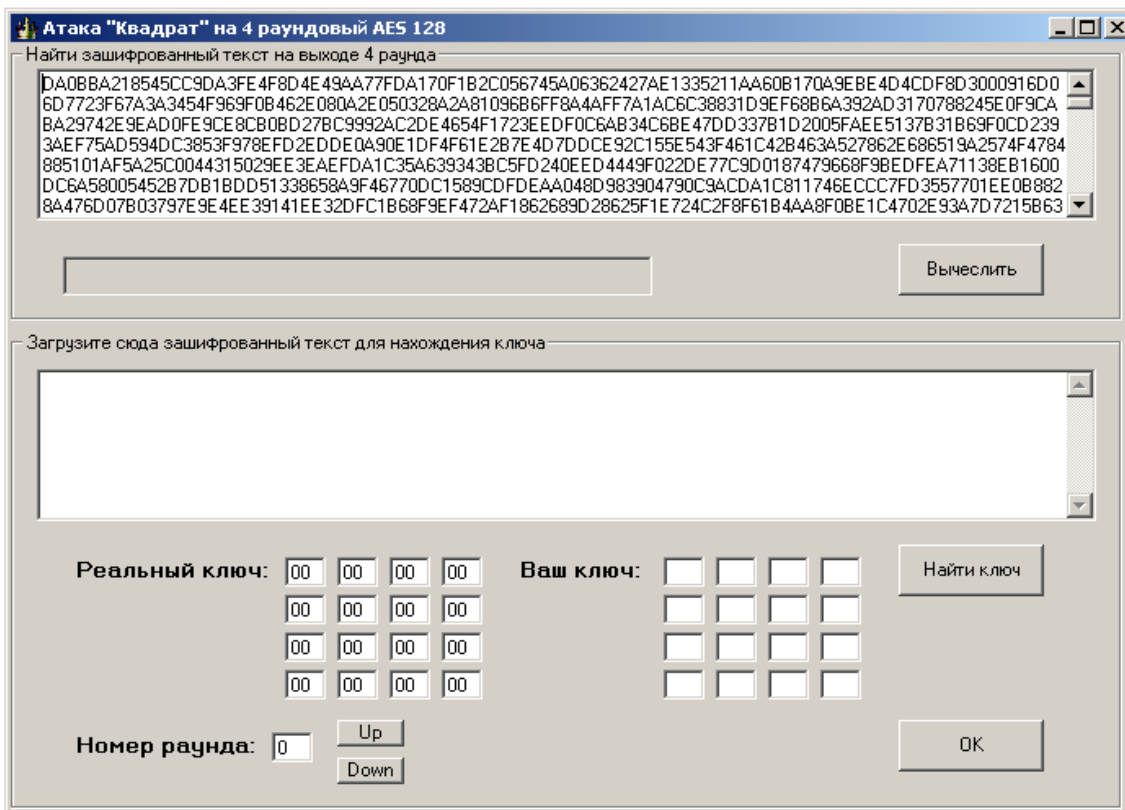 Атака "Квадрат" на 4 раундовый AES 128
Найти зашифрованный текст на выходе 4 раунда
DA0BBA218545CC9DA3FE4F8D4E49AA77FDA170F1B2C056745A06362427AE1335211AA60B170A9EBE4D4CDF8D3000916D0
6D7723F67A3A3454F969F0B462E080A2E050328A2A81096B6FF8A4AFF7A1AC6C38831D9EF68B6A392AD3170788245E0F9CA
BA29742E9EAD0FE9CE8CB0BD27BC9992AC2DE4654F1723EEDF0C6AB34C6BE47DD337B1D2005FAEE5137B31B69F0CD239
3AEF75AD594DC3853F978EFD2EDDE0A90E1DF4F61E2B7E4D7DDCE92C155E543F461C42B463A527862E686519A2574F4784
885101AF5A25C0044315029EE3EAEFDA1C35A639343BC5FD240EED4449F022DE77C9D0187479668F9BEDFEA71138EB1600
DC6A58005452B7DB1BDD51338658A9F46770DC1589CDFDEAA048D983904790C9ACDA1C811746ECCC7FD3557701EE0B882
8A476D07B03797E9E4EE39141EE32DFC1B68F9EF472AF1862689D28625F1E724C2F8F61B4AA8F0BE1C4702E93A7D7215B63
Вычеслить
Загрузите сюда зашифрованный текст для нахождения ключа
Реальный ключ: 00 00 00 00 Ваш ключ: Найти ключ
00 00 00 00
00 00 00 00
00 00 00 00
Номер раунда: 0 Up
Down
OK